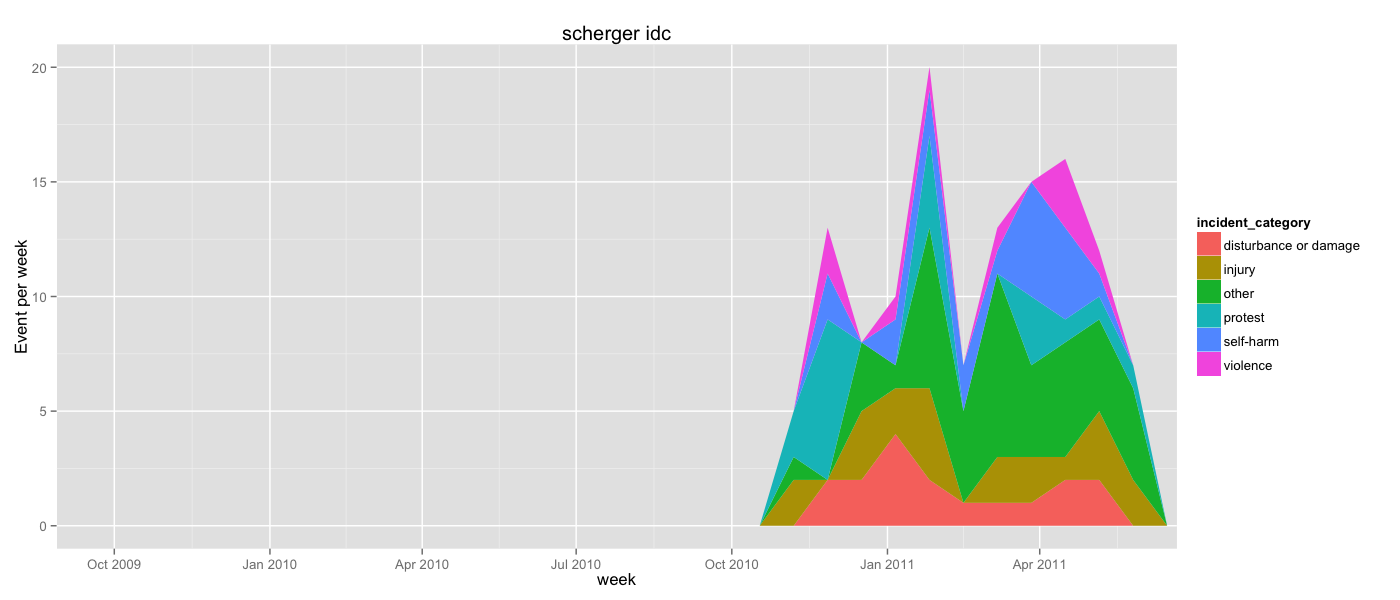 scherger idc
Event per week
20
15
10
5
0
Oct 2009
Jan 2010
Apr 2010
Jul 2010
Oct 2010
Jan 2011
Apr 2011
week
incident_category
disturbance or damage
injury
other
protest
self-harm
violence